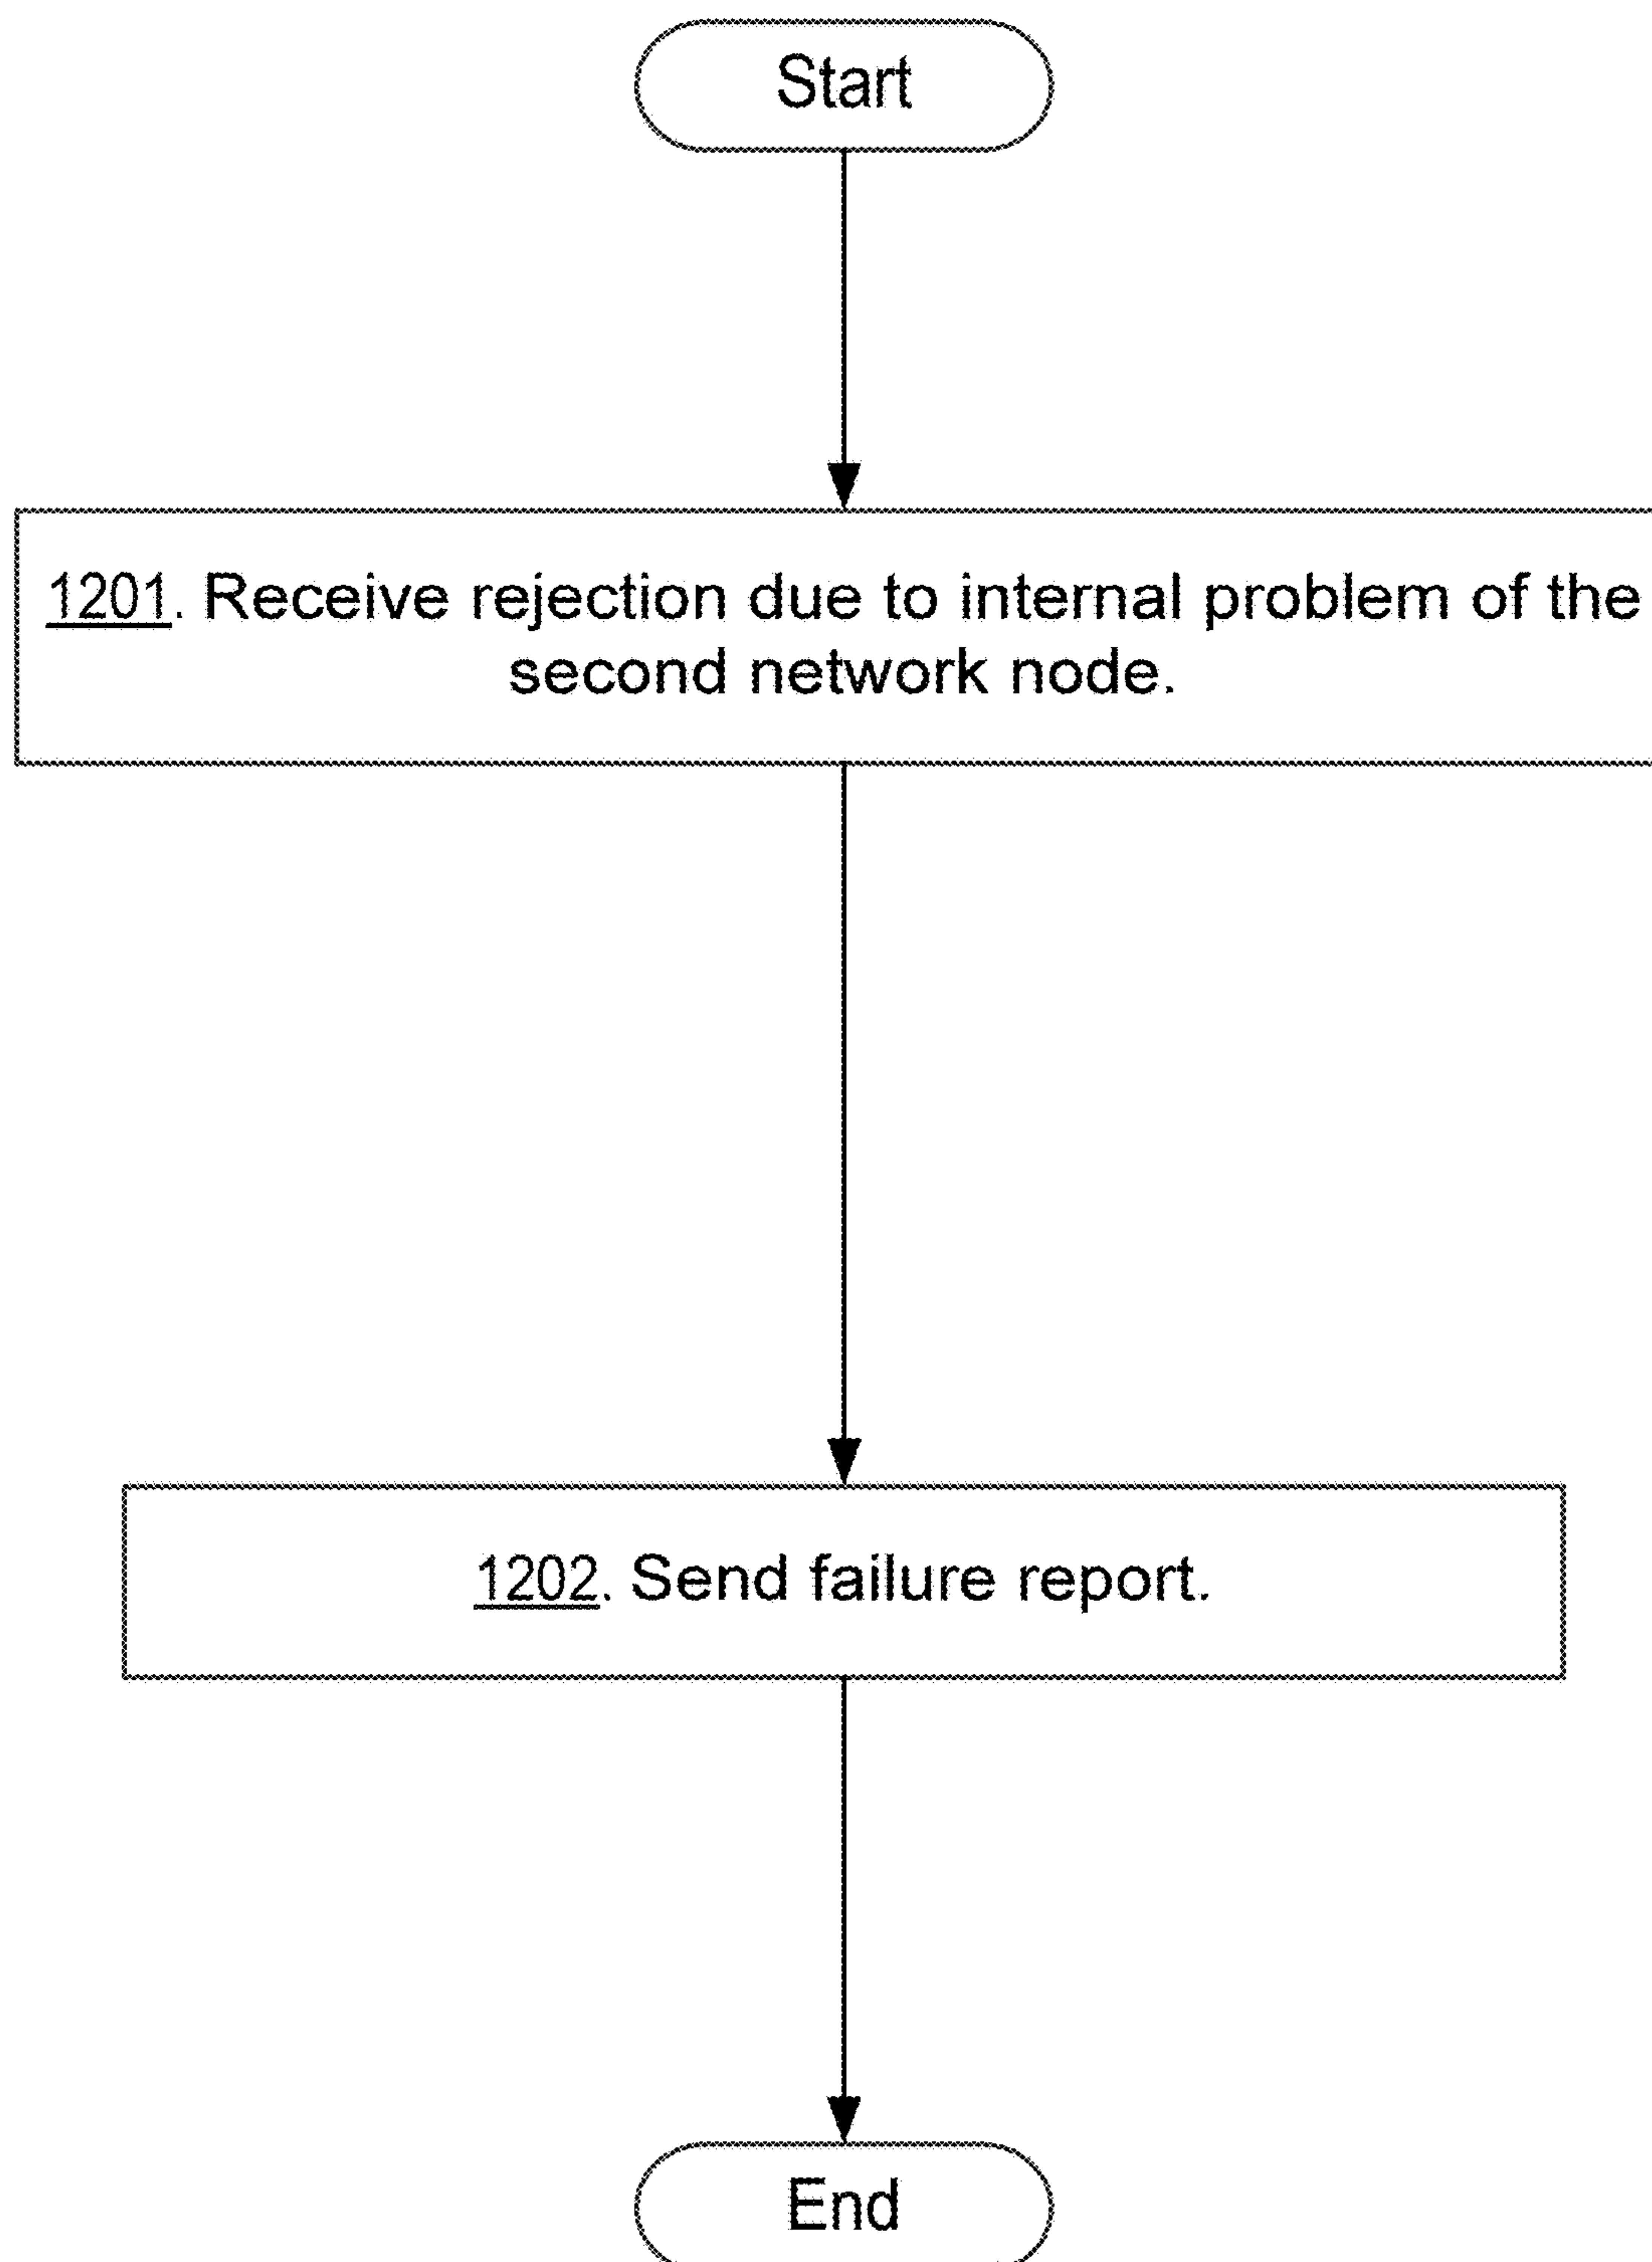 Start
1201. Receive rejection due to internal problem of the
second network node.
1202. Send failure report.
End